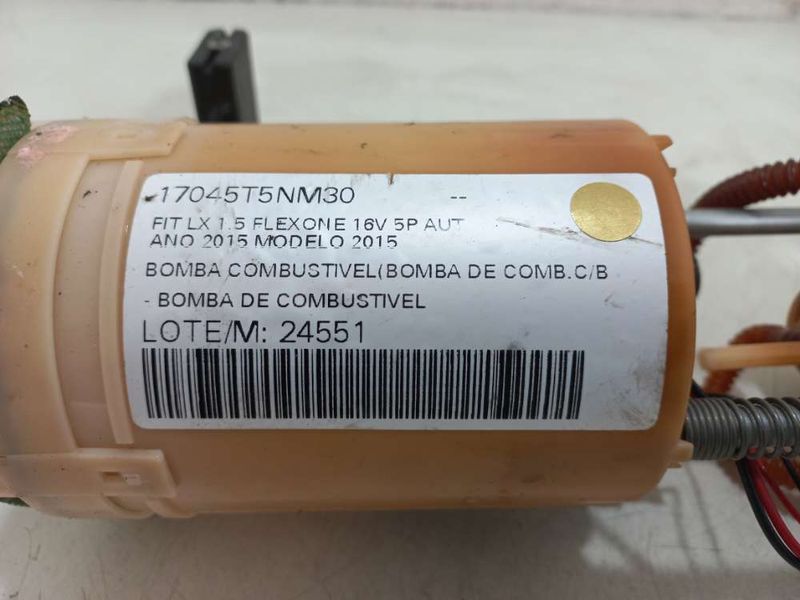 -17045T5NM30 --
FIT LX 1.5 FLEXONE 16V 5P AUT
ANO 2015 MODELO 2015
BOMBA COMBUSTIVEL(BOMBA DE COMB.C/B
- BOMBA DE COMBUSTIVEL
LOTE/M: 24551